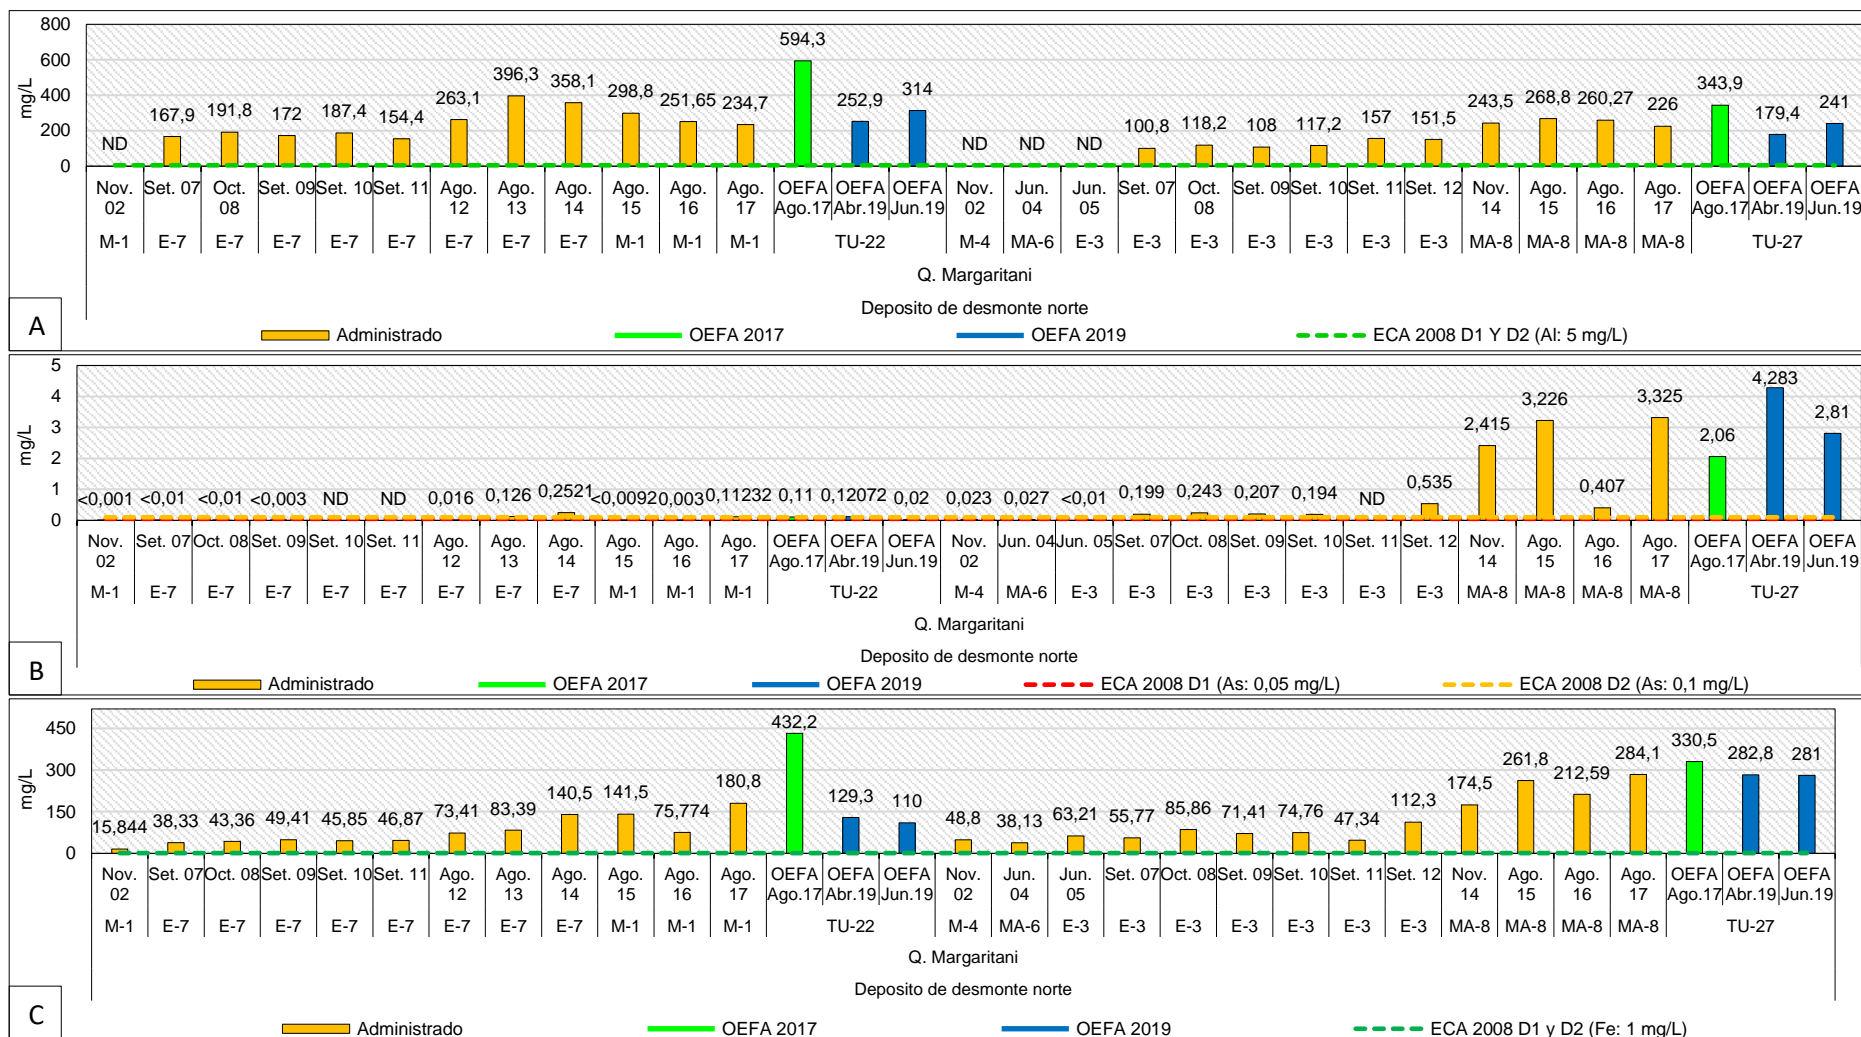 800
600
400
200
0
mg/L
ND 167,9 191,8 172 187,4 154,4 263,1 396,3 358,1 298,8 251,65 234,7 594,3 252,9 314 ND ND ND 100,8 118,2 108 117,2 157 151,5 243,5 268,8 260,27 226 343,9 179,4 241
Nov. 02 Set. 07 Oct. 08 Set. 09 Set. 10 Set. 11 Ago. 12 Ago. 13 Ago. 14 Ago. 15 Ago. 16 Ago. 17 OEFA Ago.17 OEFA Abr.19 OEFA Jun.19 Nov. 02 Jun. 04 Jun. 05 Set. 07 Oct. 08 Set. 09 Set. 10 Set. 11 Set. 12 Nov. 14 Ago. 15 Ago. 16 Ago. 17 OEFA Ago.17 OEFA Abr.19 OEFA Jun.19
M-1 E-7 E-7 E-7 E-7 E-7 E-7 E-7 E-7 M-1 M-1 M-1 TU-22 M-4 MA-6 E-3 E-3 E-3 E-3 E-3 E-3 E-3 MA-8 MA-8 MA-8 MA-8 TU-27
Q. Margaritani
Deposito de desmonte norte
A
Administrado OEFA 2017 OEFA 2019 ECA 2008 D1 Y D2 (Al: 5 mg/L)
5
4
3
2
1
0
mg/L
<0,001 <0,01 <0,01 <0,003 ND ND 0,016 0,126 0,2521 <0,0092 0,003 0,11232 0,11 0,12072 0,02 0,023 0,027 <0,01 0,199 0,243 0,207 0,194 ND 0,535 2,415 3,226 0,407 3,325 2,06 4,283 2,81
Nov. 02 Set. 07 Oct. 08 Set. 09 Set. 10 Set. 11 Ago. 12 Ago. 13 Ago. 14 Ago. 15 Ago. 16 Ago. 17 OEFA Ago.17 OEFA Abr.19 OEFA Jun.19 Nov. 02 Jun. 04 Jun. 05 Set. 07 Oct. 08 Set. 09 Set. 10 Set. 11 Set. 12 Nov. 14 Ago. 15 Ago. 16 Ago. 17 OEFA Ago.17 OEFA Abr.19 OEFA Jun.19
M-1 E-7 E-7 E-7 E-7 E-7 E-7 E-7 E-7 M-1 M-1 M-1 TU-22 M-4 MA-6 E-3 E-3 E-3 E-3 E-3 E-3 E-3 MA-8 MA-8 MA-8 MA-8 TU-27
Q. Margaritani
Deposito de desmonte norte
B
Administrado OEFA 2017 OEFA 2019 ECA 2008 D1 (As: 0,05 mg/L) ECA 2008 D2 (As: 0,1 mg/L)
450
300
150
0
mg/L
15,844 38,33 43,36 49,41 45,85 46,87 73,41 83,39 140,5 141,5 75,774 180,8 432,2 129,3 110 48,8 38,13 63,21 55,77 85,86 71,41 74,76 47,34 112,3 174,5 261,8 212,59 284,1 330,5 282,8 281
Nov. 02 Set. 07 Oct. 08 Set. 09 Set. 10 Set. 11 Ago. 12 Ago. 13 Ago. 14 Ago. 15 Ago. 16 Ago. 17 OEFA Ago.17 OEFA Abr.19 OEFA Jun.19 Nov. 02 Jun. 04 Jun. 05 Set. 07 Oct. 08 Set. 09 Set. 10 Set. 11 Set. 12 Nov. 14 Ago. 15 Ago. 16 Ago. 17 OEFA Ago.17 OEFA Abr.19 OEFA Jun.19
M-1 E-7 E-7 E-7 E-7 E-7 E-7 E-7 E-7 M-1 M-1 M-1 TU-22 M-4 MA-6 E-3 E-3 E-3 E-3 E-3 E-3 E-3 MA-8 MA-8 MA-8 MA-8 TU-27
Q. Margaritani
Deposito de desmonte norte
C
Administrado OEFA 2017 OEFA 2019 ECA 2008 D1 y D2 (Fe: 1 mg/L)